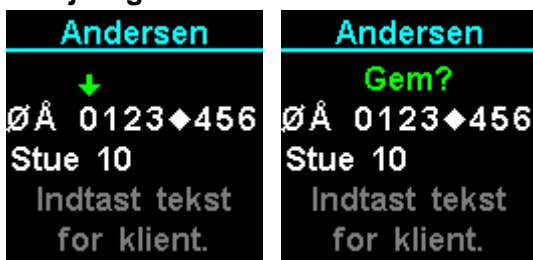 Andersen
ØÅ 0123◆456
Stue 10
Indtast tekst
for klient.
Andersen
Gem?
ØÅ 0123◆456
Stue 10
Indtast tekst
for klient.